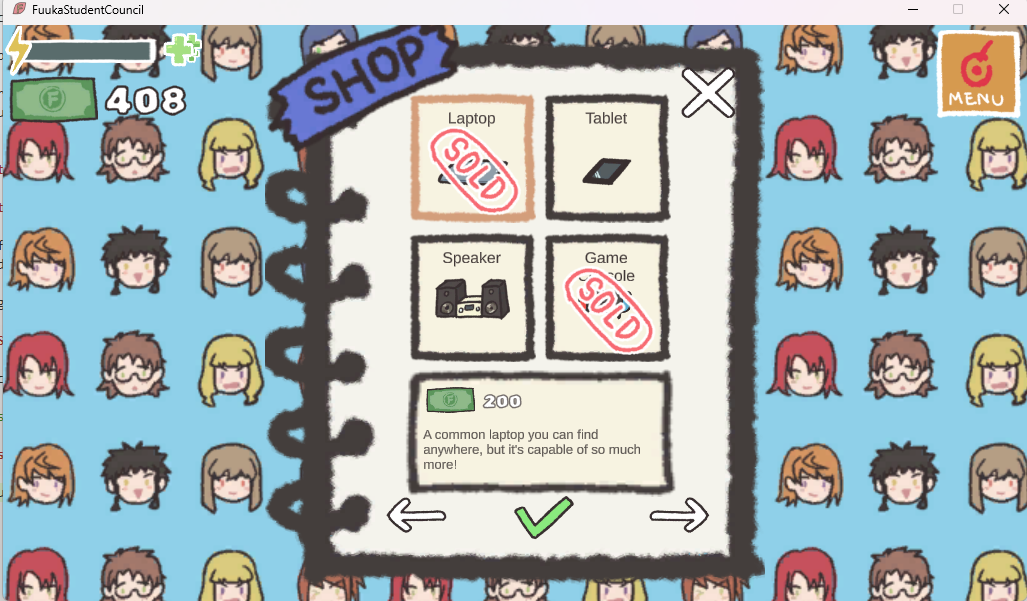 FuukaStudentCouncil
SHOP
F
408
MENU
Laptop
SOLD
Tablet
Speaker
Game
SOLD
F
200
A common laptop you can find
anywhere, but it's capable of so much
more!